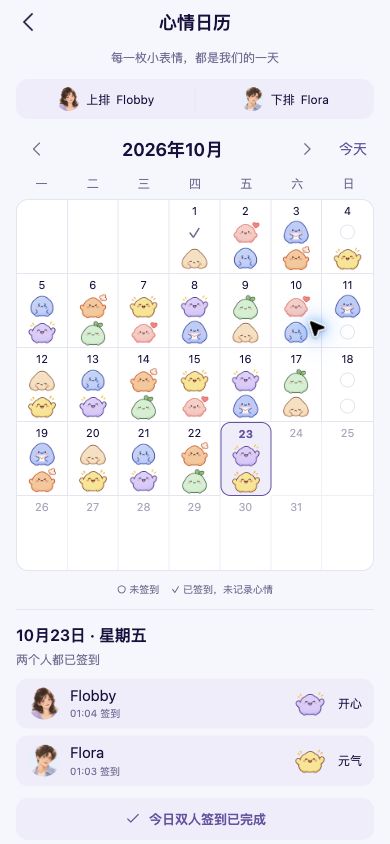 心情日历
每一枚小表情，都是我们的一天
上排 Flobby 下排 Flora
2026年10月 今天
一 二 三 四 五 六 日
1 2 3 4
5 6 7 8 9 10 11
12 13 14 15 16 17 18
19 20 21 22 23 24 25
26 27 28 29 30 31
未签到 已签到，未记录心情
10月23日 · 星期五
两个人都已签到
Flobby
01:04 签到
开心
Flora
01:03 签到
元气
今日双人签到已完成